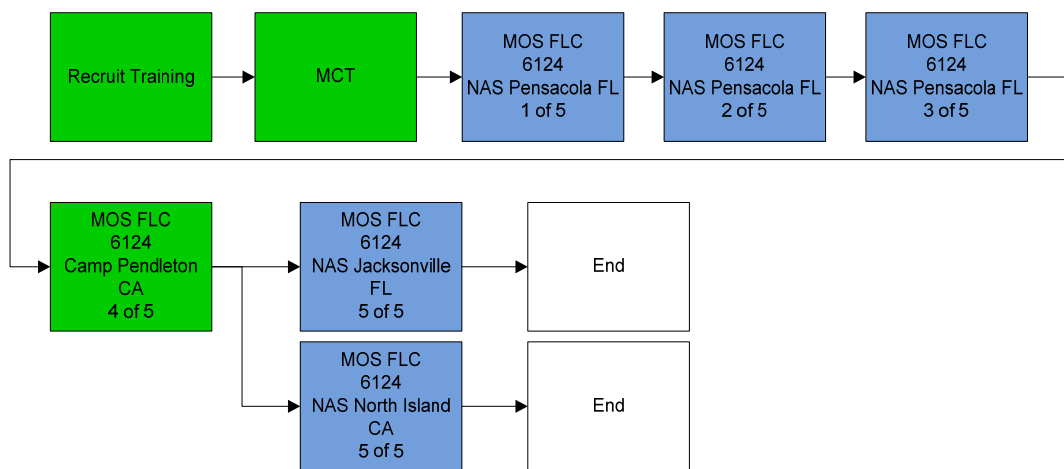 Recruit Training
MCT
MOS FLC
6124
NAS Pensacola FL
1 of 5
MOS FLC
6124
NAS Pensacola FL
2 of 5
MOS FLC
6124
NAS Pensacola FL
3 of 5
MOS FLC
6124
Camp Pendleton
CA
4 of 5
MOS FLC
6124
NAS Jacksonville
FL
5 of 5
End
MOS FLC
6124
NAS North Island
CA
5 of 5
End